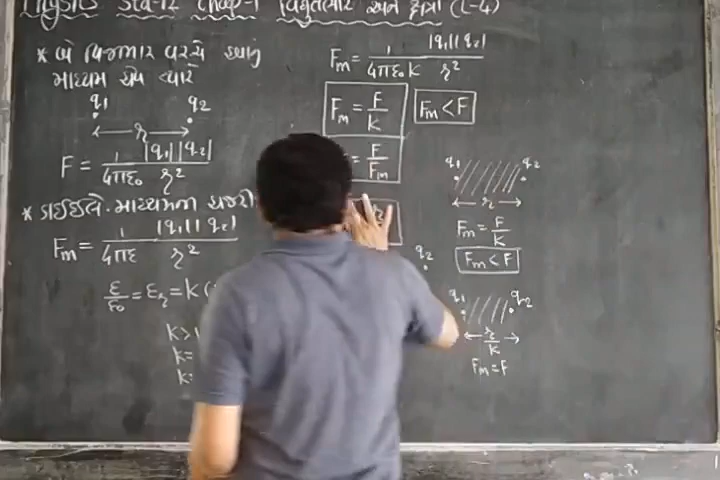 Physics Std-12 Chap-1 વિદ્યુતભાર અને ક્ષેત્રો (L-4)
* બે વિજભાર વચ્ચે
માધ્યમ હોય ત્યારે
q₁ q₂
r
F = 1/4πε₀ |q₁||q₂|/r²
* ડાઈઈલે. માધ્યમના
Fₘ = 1/4πε |q₁||q₂|/r²
ε/ε₀ = εᵣ = K (
K>
K=
K=
Fₘ = 1/4πε₀K |q₁||q₂|/r²
Fₘ = F/K
Fₘ < F
= F/Fₘ
q₂
q₁ q₂
r
Fₘ = F/K
Fₘ < F
q₁ q₂
r/K
Fₘ = F